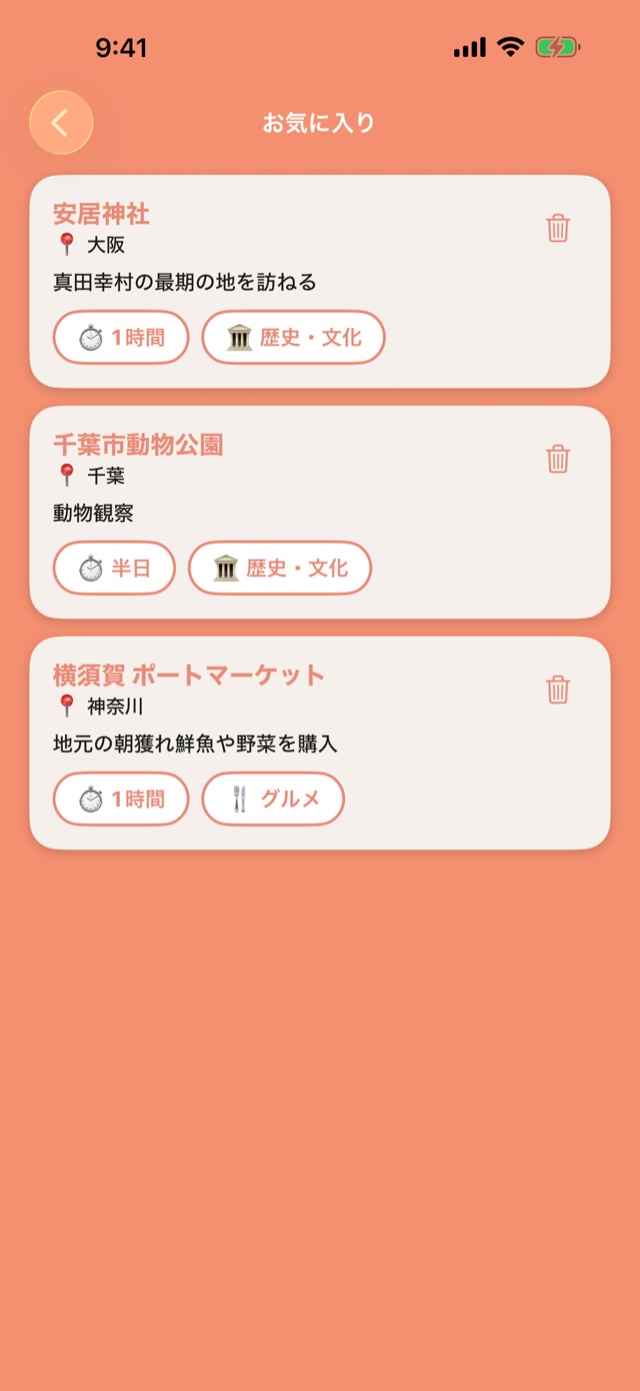 9:41
お気に入り
安居神社
大阪
真田幸村の最期の地を訪ねる
1時間 歴史・文化
千葉市動物公園
千葉
動物観察
半日 歴史・文化
横須賀 ポートマーケット
神奈川
地元の朝獲れ鮮魚や野菜を購入
1時間 グルメ